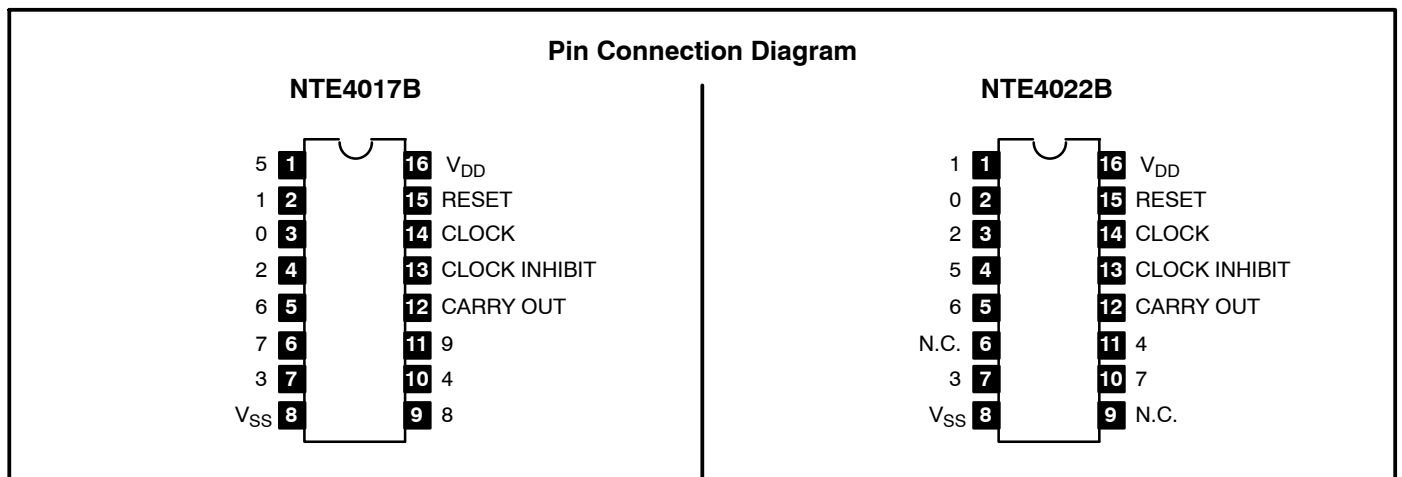 Pin Connection Diagram
NTE4017B
5 1 16 VDD
1 2 15 RESET
0 3 14 CLOCK
2 4 13 CLOCK INHIBIT
6 5 12 CARRY OUT
7 6 11 9
3 7 10 4
VSS 8 9 8
NTE4022B
1 1 16 VDD
0 2 15 RESET
2 3 14 CLOCK
5 4 13 CLOCK INHIBIT
6 5 12 CARRY OUT
N.C. 6 11 4
3 7 10 7
VSS 8 9 N.C.